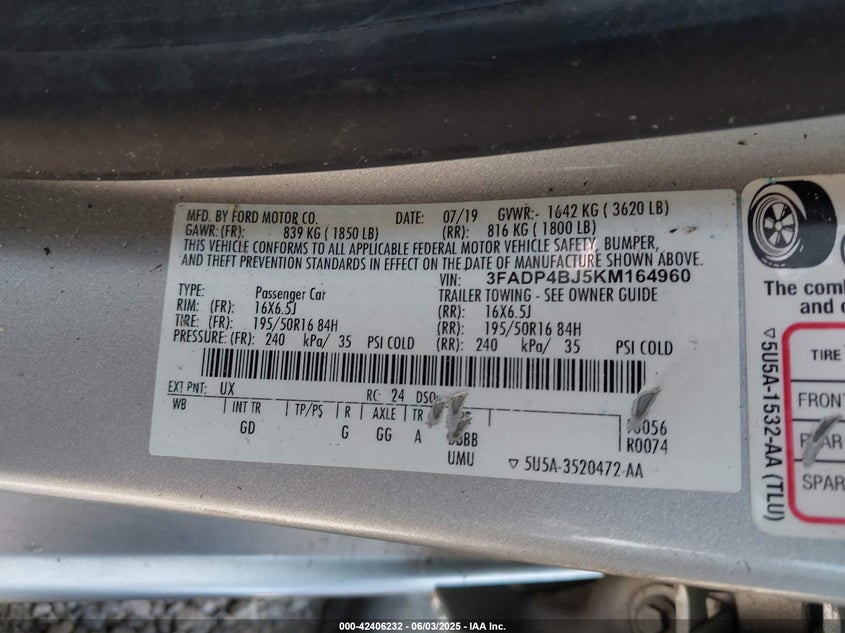 MFD. BY FORD MOTOR CO. DATE: 07/19 GVWR:- 1642 KG ( 3620 LB)
GAWR: (FR): 839 KG ( 1850 LB) (RR): 816 KG ( 1800 LB)
THIS VEHICLE CONFORMS TO ALL APPLICABLE FEDERAL MOTOR VEHICLE SAFETY, BUMPER,
AND THEFT PREVENTION STANDARDS IN EFFECT ON THE DATE OF MANUFACTURE SHOWN ABOVE.
VIN: 3FADP4BJ5KM164960
TYPE: Passenger Car TRAILER TOWING - SEE OWNER GUIDE
RIM: (FR): 16X6.5J (RR): 16X6.5J
TIRE: (FR): 195/50R16 84H (RR): 195/50R16 84H
PRESSURE: (FR): 240 kPa/ 35 PSI COLD (RR): 240 kPa/ 35 PSI COLD
EXT PNT: UX RC: 24 DSO:
WB INT TR TP/PS R AXLE TR
GD G GG A
UMU
R0074
▽ 5U5A-3520472-AA
The comb
and c
TIRE
FRONT
SPAR
▽ 5U5A-1532-AA (TLU)
000-42406232 - 06/03/2025 - IAA Inc.